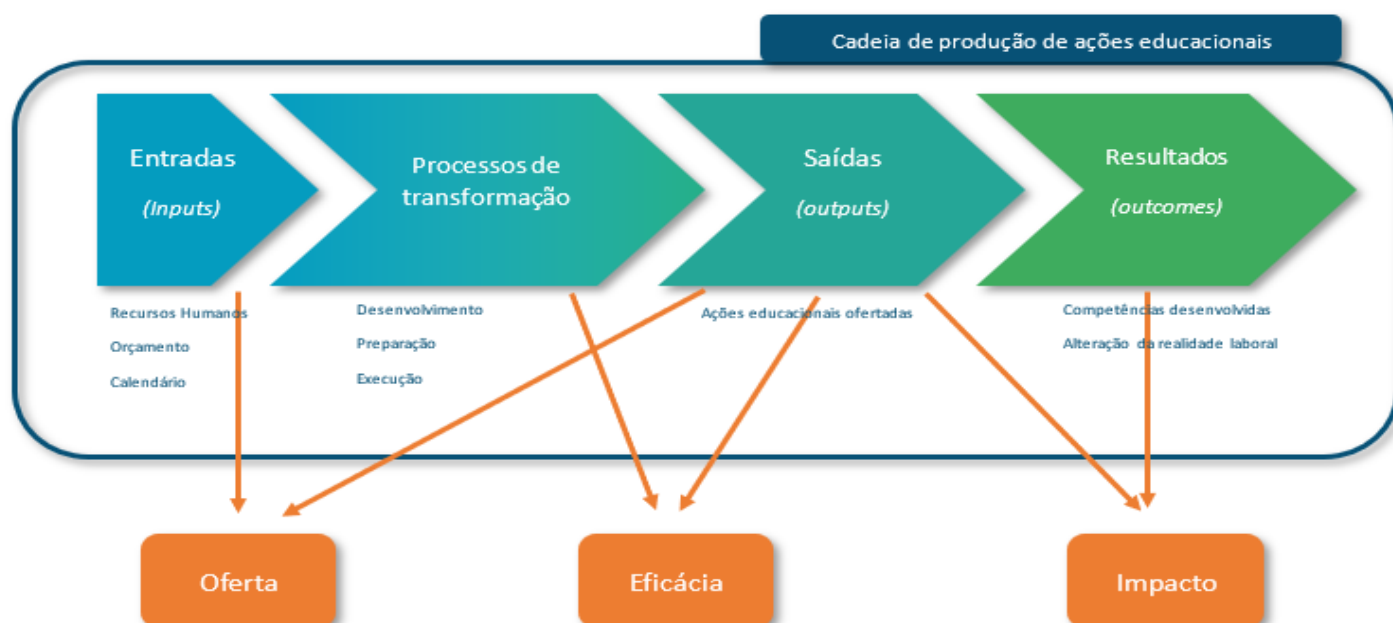 Cadeia de produção de ações educacionais
Entradas
(Inputs)
Processos de
transformação
Saídas
(outputs)
Resultados
(outcomes)
Recursos Humanos
Orçamento
Calendário
Desenvolvimento
Preparação
Execução
Ações educacionais ofertadas
Competências desenvolvidas
Alteração da realidade laboral
Oferta
Eficácia
Impacto